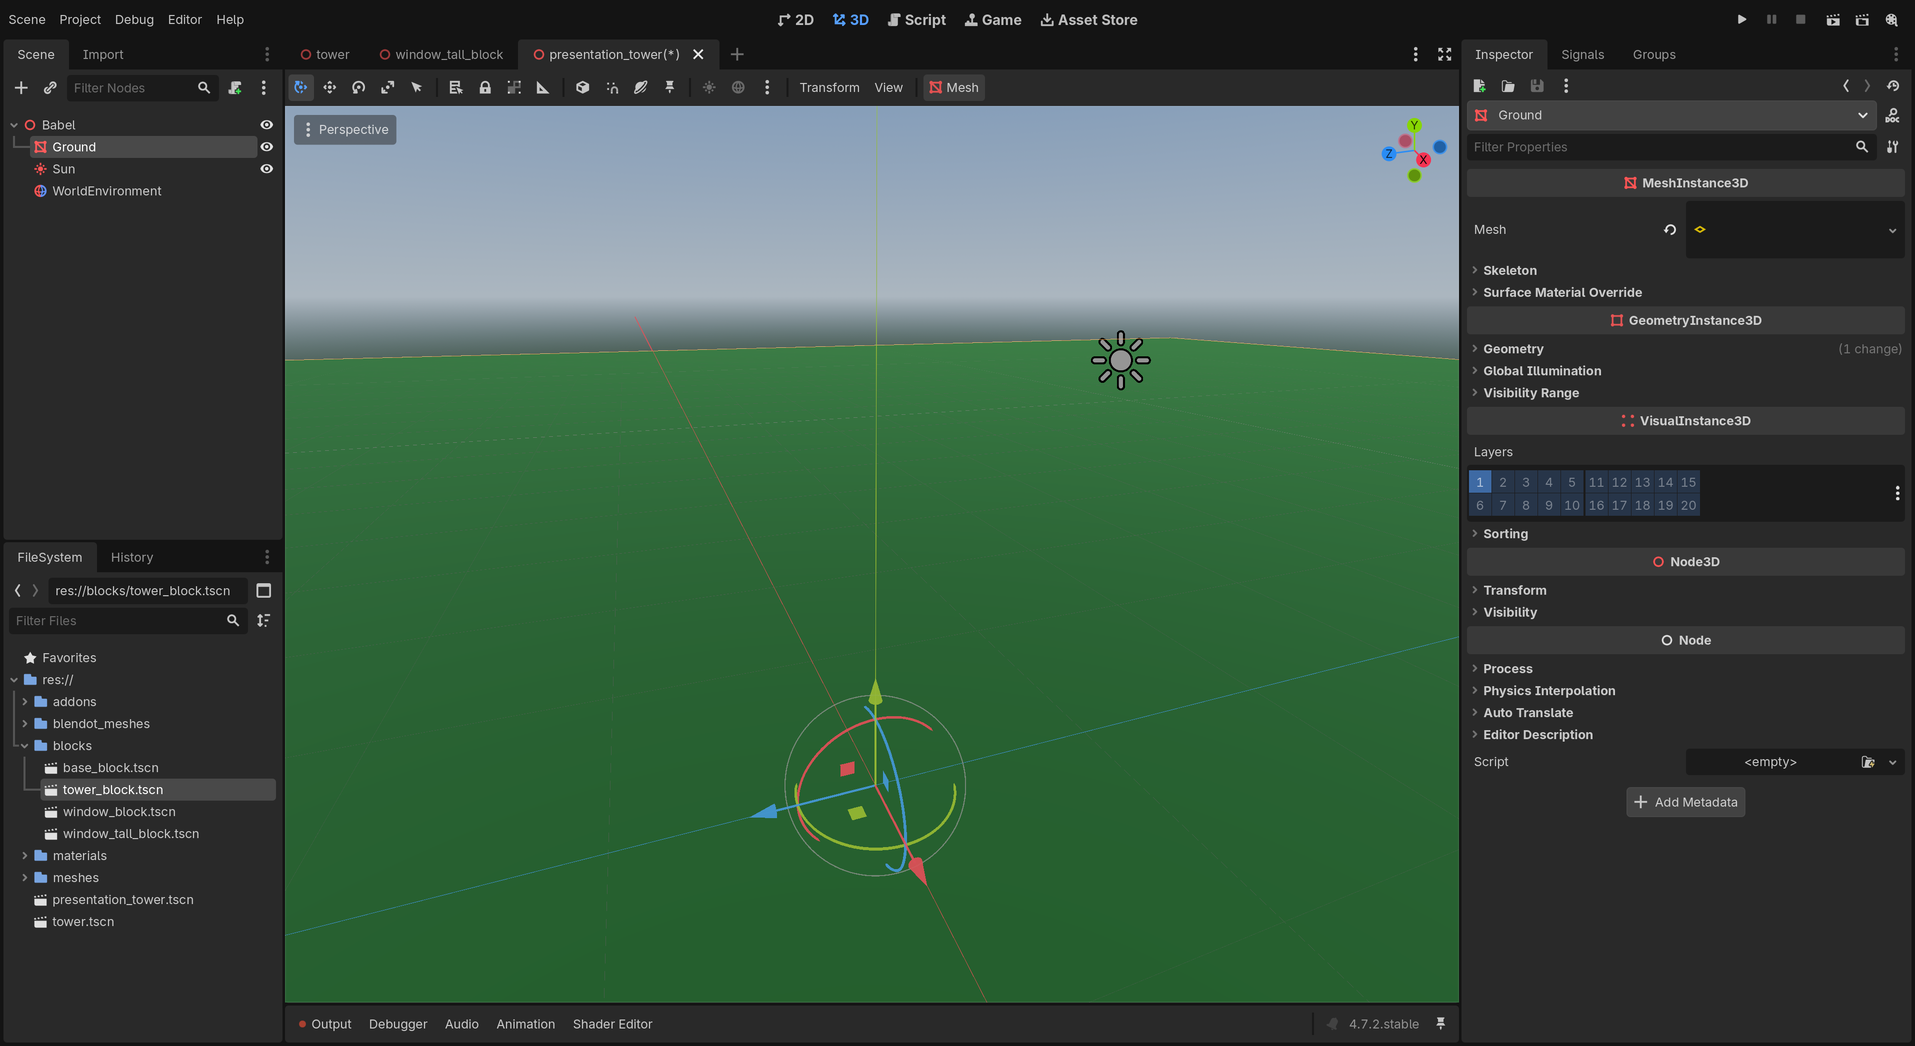 Scene Project Debug Editor Help
2D 3D Script Game Asset Store
Scene Import
Filter Nodes
Babel
Ground
Sun
WorldEnvironment
FileSystem History
res://blocks/tower_block.tscn
Filter Files
Favorites
res://
addons
blendot_meshes
blocks
base_block.tscn
tower_block.tscn
window_block.tscn
window_tall_block.tscn
materials
meshes
presentation_tower.tscn
tower.tscn
tower window_tall_block presentation_tower(*)
Transform View Mesh
Perspective
Y
Z X
Output Debugger Audio Animation Shader Editor 4.7.2.stable
Inspector Signals Groups
Ground
Filter Properties
MeshInstance3D
Mesh
Skeleton
Surface Material Override
GeometryInstance3D
Geometry (1 change)
Global Illumination
Visibility Range
VisualInstance3D
Layers
1 2 3 4 5 11 12 13 14 15
6 7 8 9 10 16 17 18 19 20
Sorting
Node3D
Transform
Visibility
Node
Process
Physics Interpolation
Auto Translate
Editor Description
Script <empty>
Add Metadata